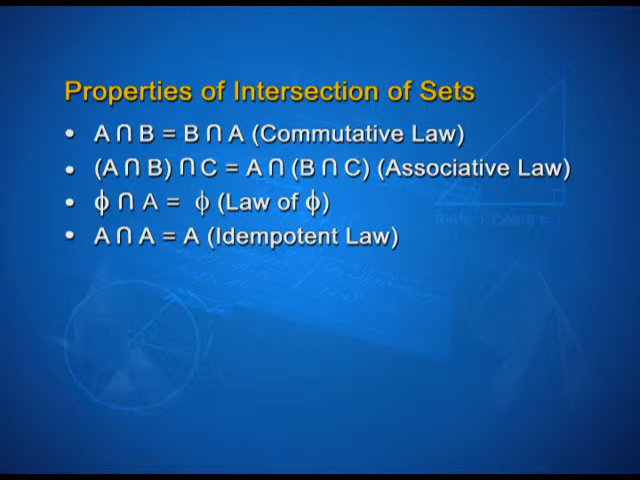 Properties of Intersection of Sets
• A ∩ B = B ∩ A (Commutative Law)
• (A ∩ B) ∩ C = A ∩ (B ∩ C) (Associative Law)
• ϕ ∩ A = ϕ (Law of ϕ)
• A ∩ A = A (Idempotent Law)